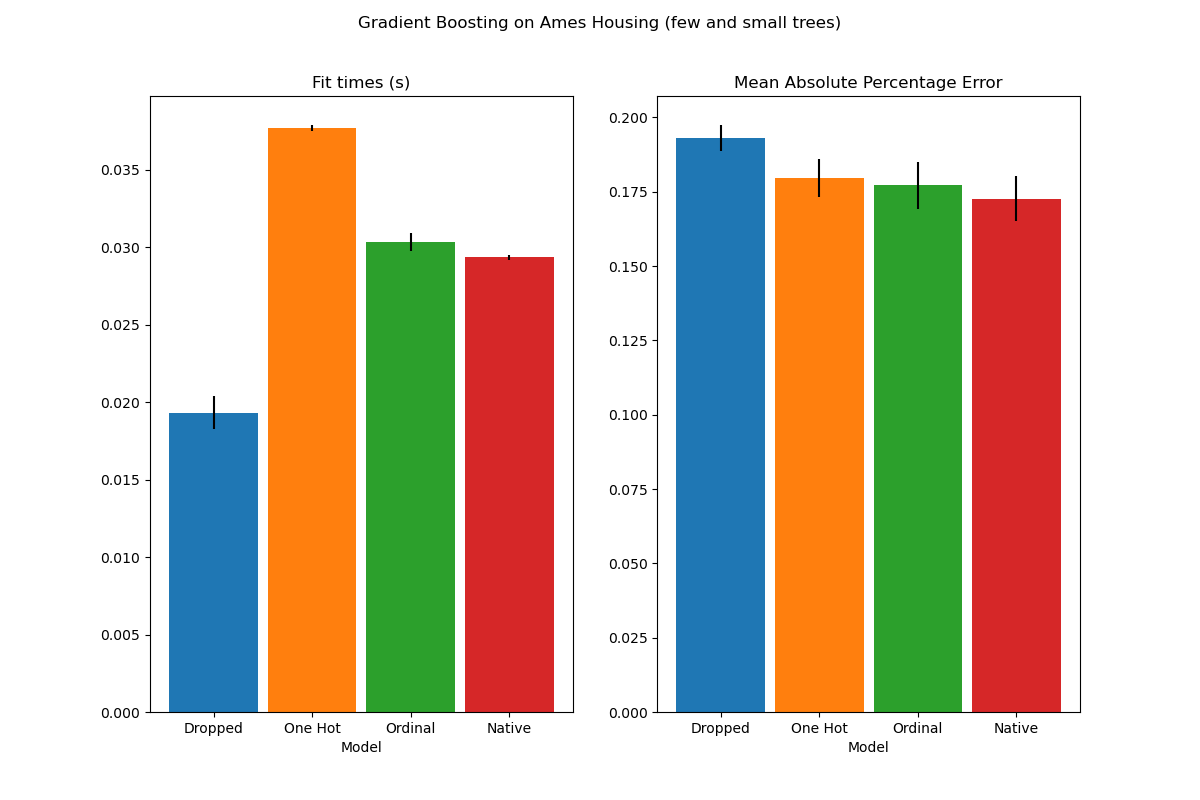 Gradient Boosting on Ames Housing (few and small trees)
Fit times (s)
0.035
0.030
0.025
0.020
0.015
0.010
0.005
0.000
Dropped One Hot Ordinal Native
Model
Mean Absolute Percentage Error
0.200
0.175
0.150
0.125
0.100
0.075
0.050
0.025
0.000
Dropped One Hot Ordinal Native
Model